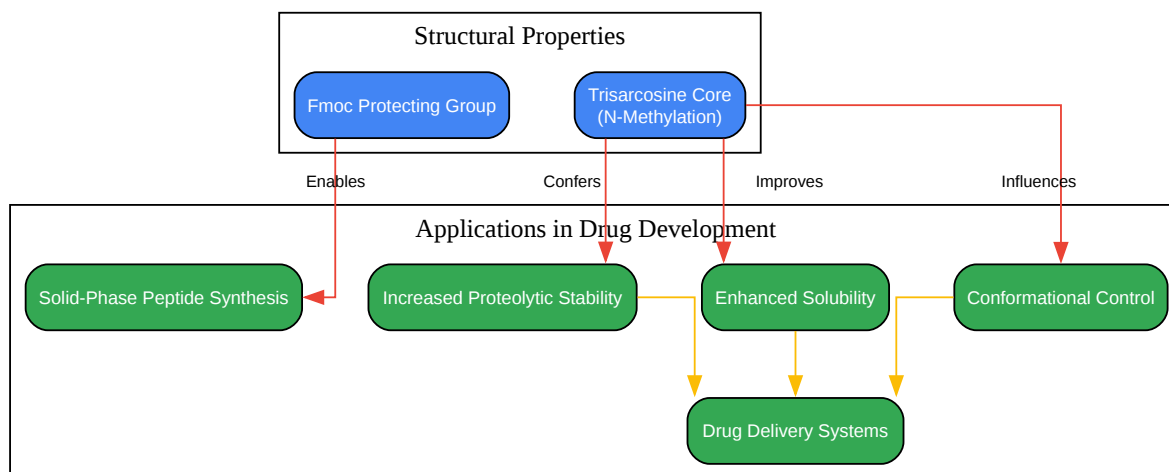 Structural Properties
Fmoc Protecting Group
Trisarcosine Core
(N-Methylation)
Enables
Confers
Improves
Influences
Applications in Drug Development
Solid-Phase Peptide Synthesis
Increased Proteolytic Stability
Enhanced Solubility
Conformational Control
Drug Delivery Systems